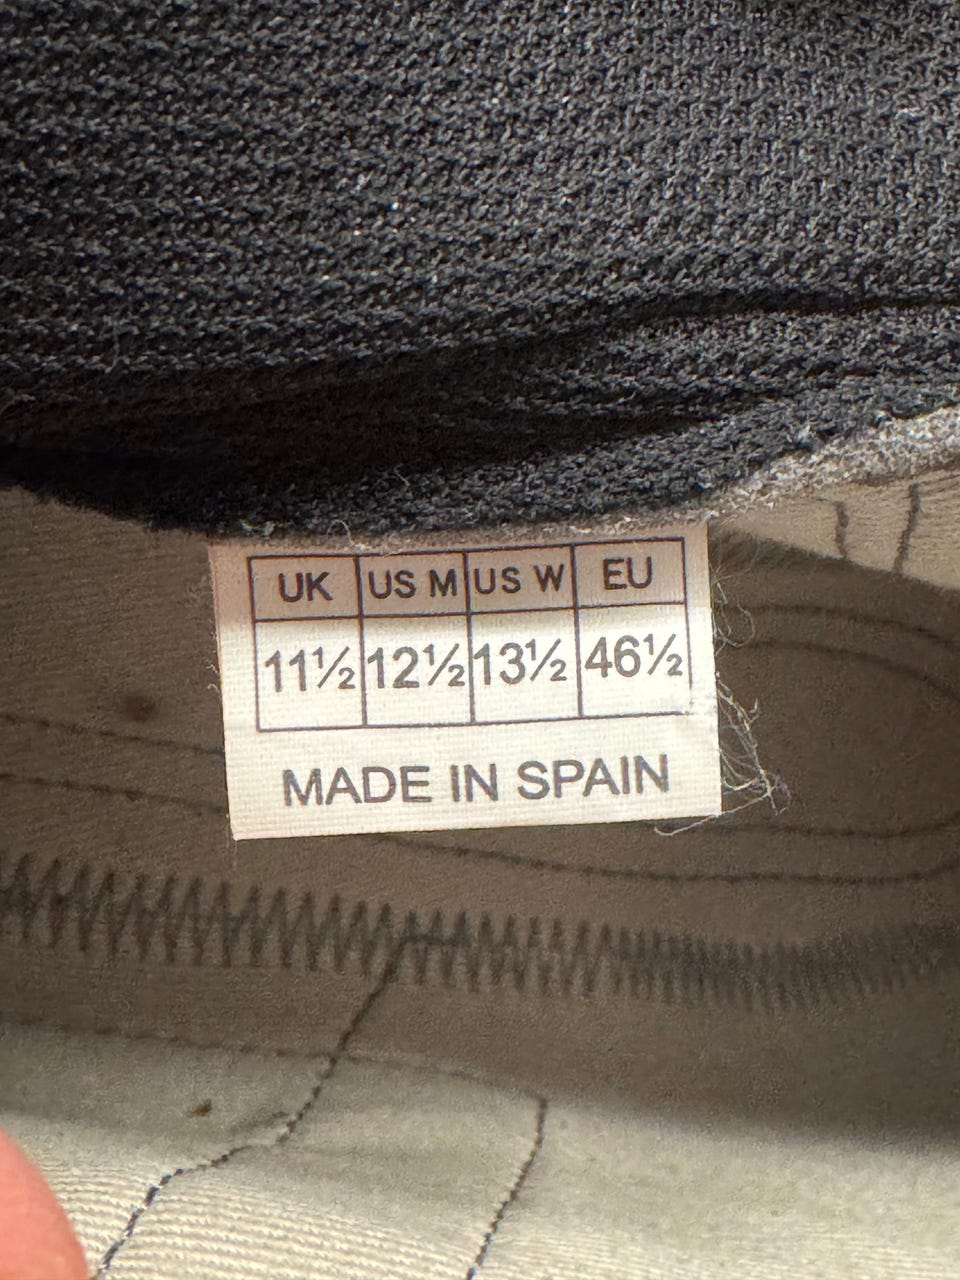 UK US M US W EU
11½ 12½ 13½ 46½
MADE IN SPAIN